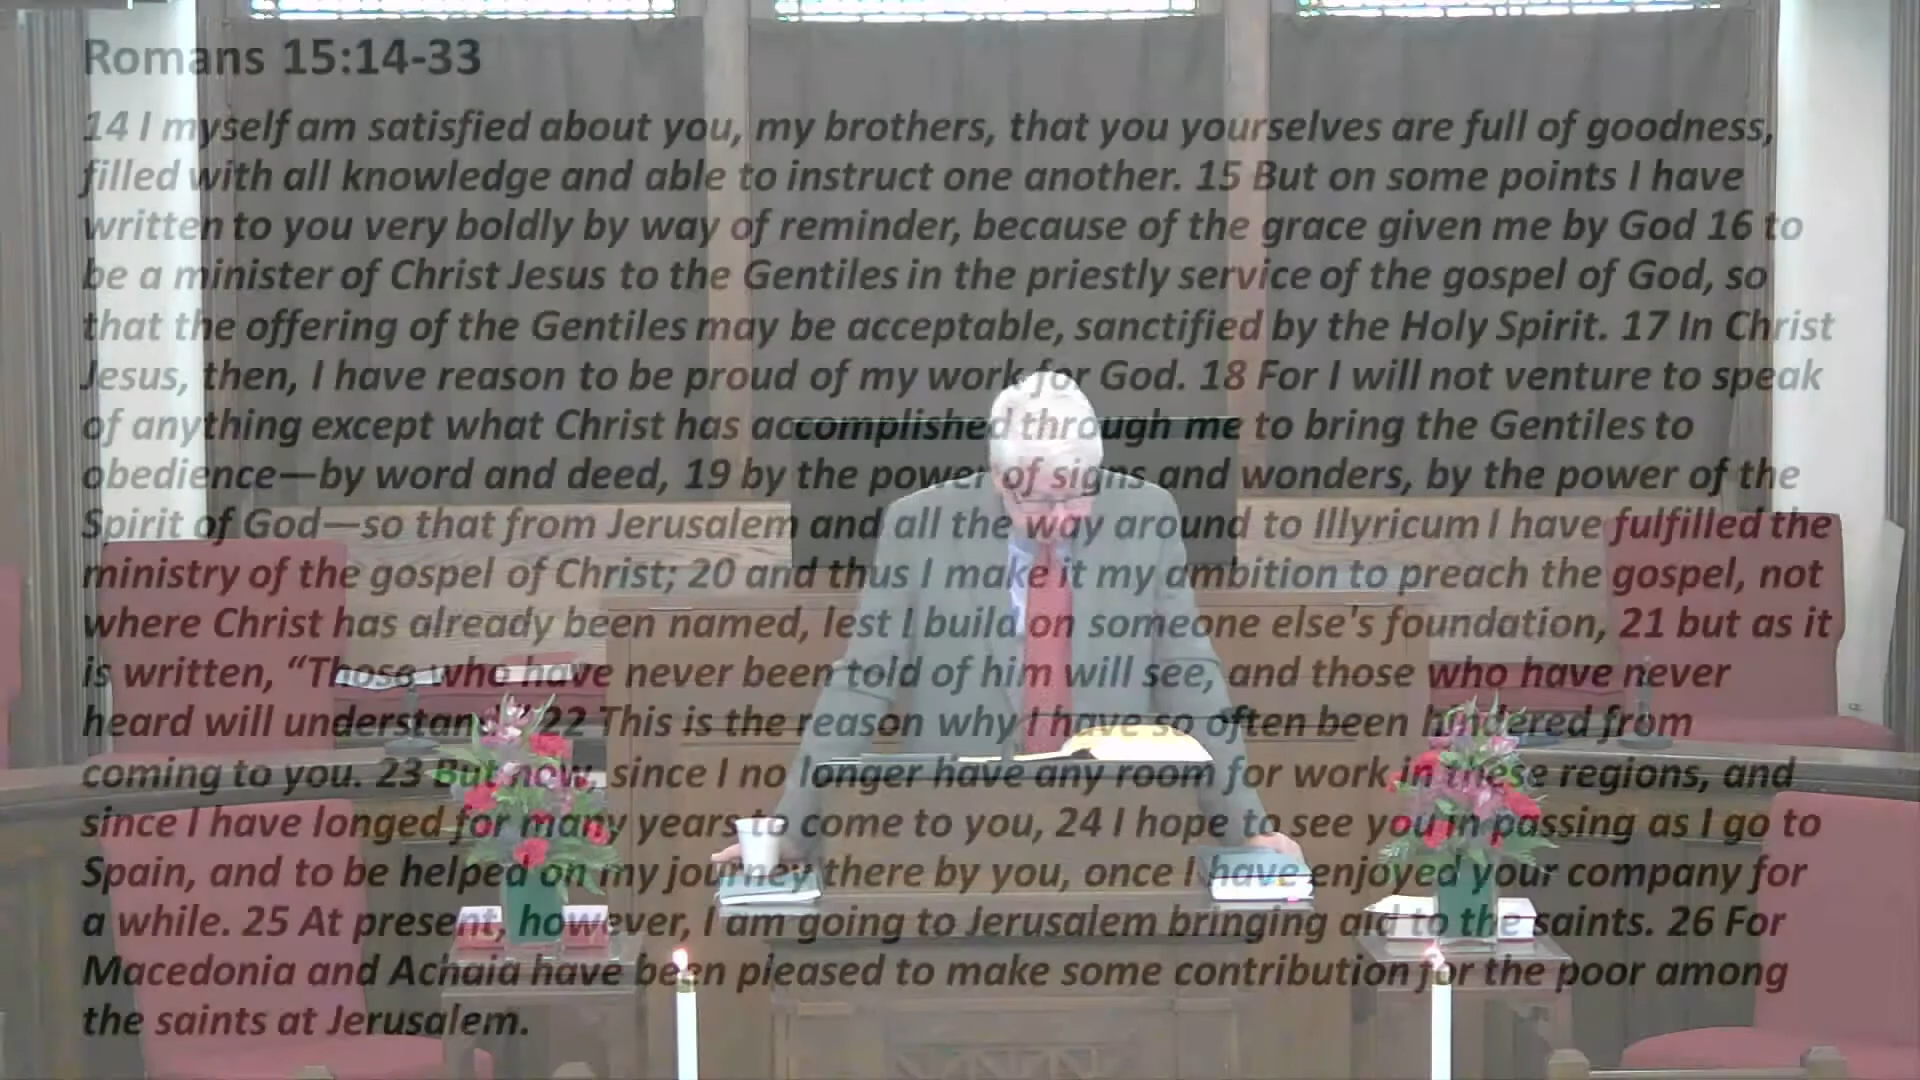 Romans 15:14-33
14 I myself am satisfied about you, my brothers, that you yourselves are full of goodness,
filled with all knowledge and able to instruct one another. 15 But on some points I have
written to you very boldly by way of reminder, because of the grace given me by God 16 to
be a minister of Christ Jesus to the Gentiles in the priestly service of the gospel of God, so
that the offering of the Gentiles may be acceptable, sanctified by the Holy Spirit. 17 In Christ
Jesus, then, I have reason to be proud of my work for God. 18 For I will not venture to speak
of anything except what Christ has accomplished through me to bring the Gentiles to
obedience—by word and deed, 19 by the power of signs and wonders, by the power of the
Spirit of God—so that from Jerusalem and all the way around to Illyricum I have fulfilled the
ministry of the gospel of Christ; 20 and thus I make it my ambition to preach the gospel, not
where Christ has already been named, lest I build on someone else's foundation, 21 but as it
is written, “Those who have never been told of him will see, and those who have never
heard will understand.” 22 This is the reason why I have so often been hindered from
coming to you. 23 But now, since I no longer have any room for work in these regions, and
since I have longed for many years to come to you, 24 I hope to see you in passing as I go to
Spain, and to be helped on my journey there by you, once I have enjoyed your company for
a while. 25 At present, however, I am going to Jerusalem bringing aid to the saints. 26 For
Macedonia and Achaia have been pleased to make some contribution for the poor among
the saints at Jerusalem.